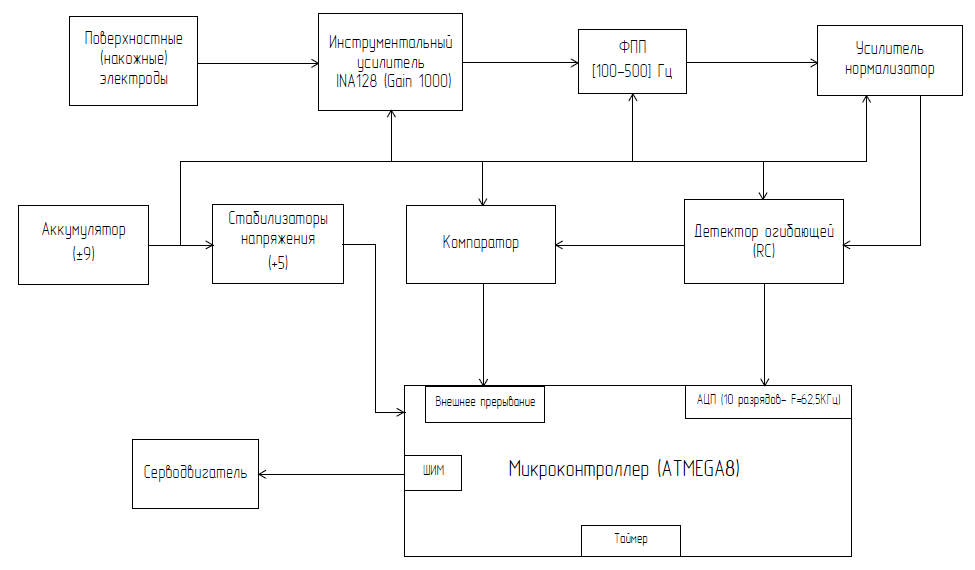 Поверхностные
(накожные)
электроды
Инструментальный
усилитель
INA128 (Gain 1000)
ФПП
[100-500] Гц
Усилитель
нормализатор
Аккумулятор
(±9)
Стабилизаторы
напряжения
(+5)
Компаратор
Детектор огибающей
(RC)
Внешнее прерывание
АЦП (10 разрядов- F=62,5КГц)
Серводвигатель
ШИМ
Микроконтроллер (ATMEGA8)
Таймер